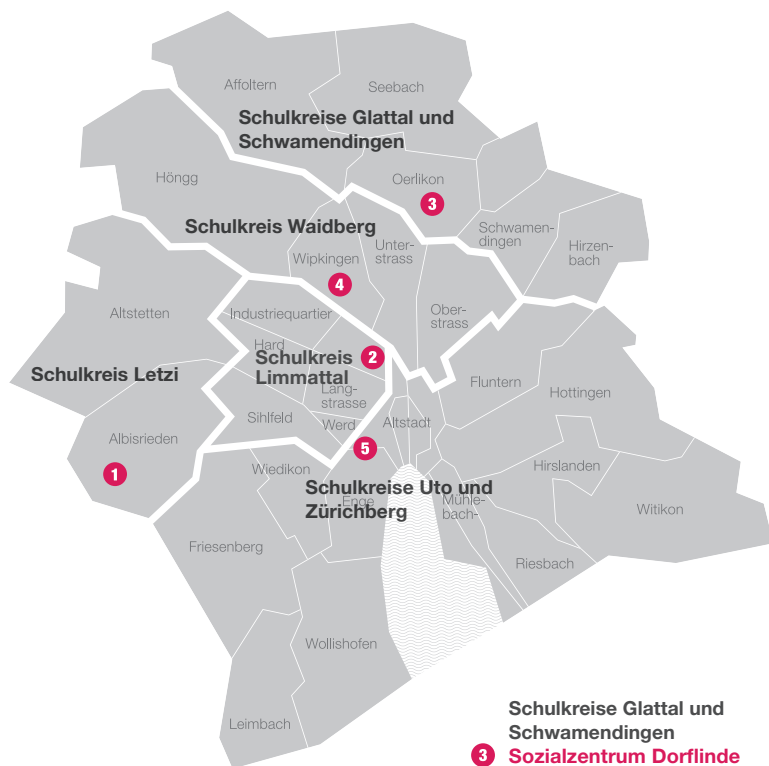 Affoltern
Seebach
Schulkreise Glattal und
Schwamendingen
Höngg
Oerlikon
3
Schulkreis Waidberg
Schwamen-
dingen
Hirzen-
bach
Unter-
strass
Wipkingen
4
Altstetten
Industriequartier
Ober-
strass
Hard
2
Schulkreis
Limmattal
Schulkreis Letzi
Lang-
strasse
Fluntern
Hottingen
Sihlfeld
Werd
Altstadt
Albisrieden
1
5
Wiedikon
Hirslanden
Schulkreise Uto und
Zürichberg
Enge
Mühle-
bach-
Witikon
Friesenberg
Riesbach
Wollishofen
Leimbach
Schulkreise Glattal und
Schwamendingen
3 Sozialzentrum Dorflinde